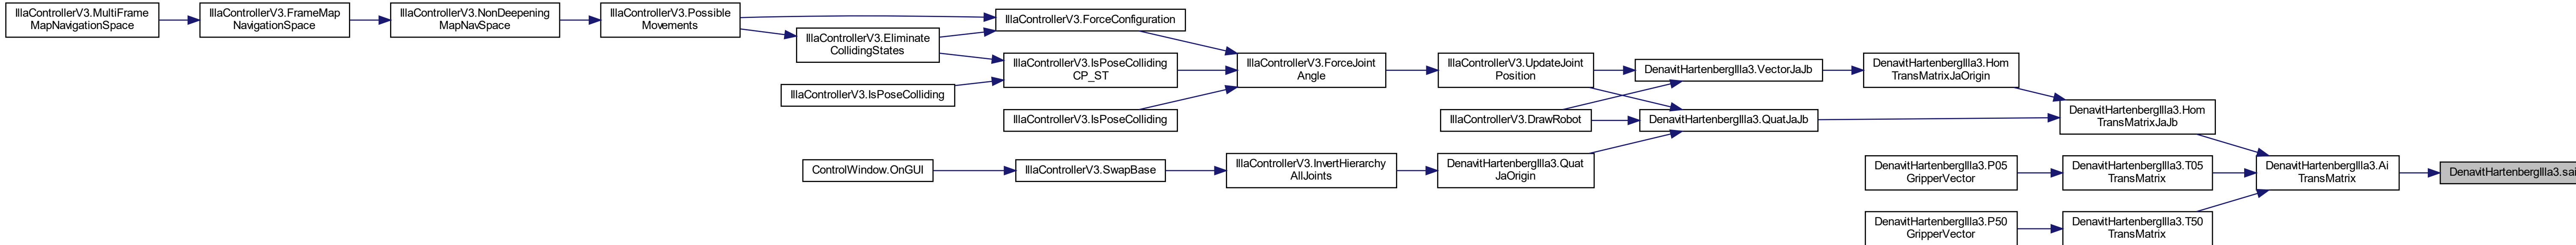 IllaControllerV3.MultiFrame
MapNavigationSpace
IllaControllerV3.FrameMap
NavigationSpace
IllaControllerV3.NonDeepening
MapNavSpace
IllaControllerV3.Possible
Movements
IllaControllerV3.ForceConfiguration
IllaControllerV3.Eliminate
CollidingStates
IllaControllerV3.IsPoseColliding
IllaControllerV3.IsPoseColliding
CP_ST
IllaControllerV3.IsPoseColliding
IllaControllerV3.ForceJoint
Angle
IllaControllerV3.UpdateJoint
Position
IllaControllerV3.DrawRobot
DenavitHartenbergIlla3.VectorJaJb
DenavitHartenbergIlla3.QuatJaJb
DenavitHartenbergIlla3.Hom
TransMatrixJaOrigin
DenavitHartenbergIlla3.Hom
TransMatrixJaJb
ControlWindow.OnGUI
IllaControllerV3.SwapBase
IllaControllerV3.InvertHierarchy
AllJoints
DenavitHartenbergIlla3.Quat
JaOrigin
DenavitHartenbergIlla3.P05
GripperVector
DenavitHartenbergIlla3.T05
TransMatrix
DenavitHartenbergIlla3.Ai
TransMatrix
DenavitHartenbergIlla3.sai
DenavitHartenbergIlla3.P50
GripperVector
DenavitHartenbergIlla3.T50
TransMatrix